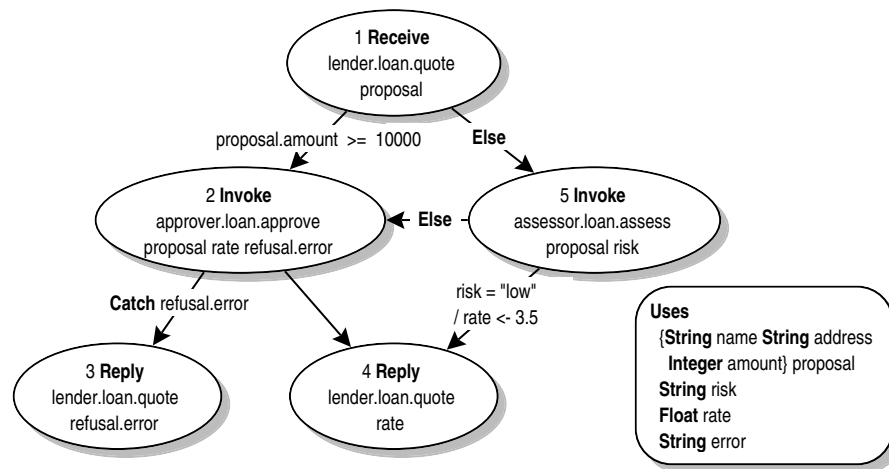 1 Receive
lender.loan.quote
proposal
proposal.amount >= 10000
Else
2 Invoke
approver.loan.approve
proposal rate refusal.error
Else
5 Invoke
assessor.loan.assess
proposal risk
Catch refusal.error
risk = "low"
/ rate <- 3.5
3 Reply
lender.loan.quote
refusal.error
4 Reply
lender.loan.quote
rate
Uses
{String name String address
Integer amount} proposal
String risk
Float rate
String error